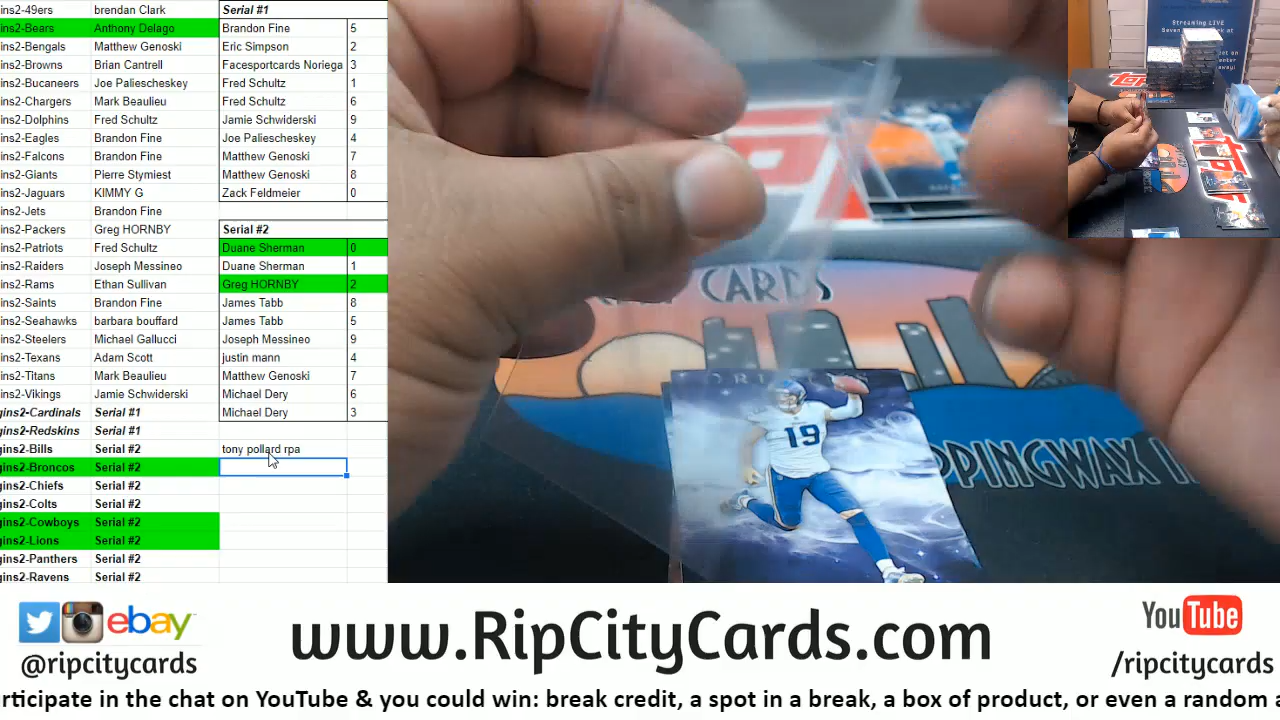 ins2-49ers brendan Clark Serial #1
ins2-Bears Anthony Delago Brandon Fine 5
ins2-Bengals Matthew Genoski Eric Simpson 2
ins2-Browns Brian Cantrell Facesportcards Noriega 3
ins2-Bucaneers Joe Paliescheskey Fred Schultz 1
ins2-Chargers Mark Beaulieu Fred Schultz 6
ins2-Dolphins Fred Schultz Jamie Schwiderski 9
ins2-Eagles Brandon Fine Joe Paliescheskey 4
ins2-Falcons Brandon Fine Matthew Genoski 7
ins2-Giants Pierre Stymiest Matthew Genoski 8
ins2-Jaguars KIMMY G Zack Feldmeier 0
ins2-Jets Brandon Fine
ins2-Packers Greg HORNBY Serial #2
ins2-Patriots Fred Schultz Duane Sherman 0
ins2-Raiders Joseph Messineo Duane Sherman 1
ins2-Rams Ethan Sullivan Greg HORNBY 2
ins2-Saints Brandon Fine James Tabb 8
ins2-Seahawks barbara bouffard James Tabb 5
ins2-Steelers Michael Gallucci Joseph Messineo 9
ins2-Texans Adam Scott justin mann 4
ins2-Titans Mark Beaulieu Matthew Genoski 7
ins2-Vikings Jamie Schwiderski Michael Dery 6
gins2-Cardinals Serial #1 Michael Dery 3
gins2-Redskins Serial #1
gins2-Bills Serial #2 tony pollard rpa
gins2-Broncos Serial #2
gins2-Chiefs Serial #2
gins2-Colts Serial #2
gins2-Cowboys Serial #2
gins2-Lions Serial #2
gins2-Panthers Serial #2
gins2-Ravens Serial #2
Streaming LIVE
CARDS
19
PPINGWAX
ebay
@ripcitycards
www.RipCityCards.com
YouTube
/ripcitycards
rticipate in the chat on YouTube & you could win: break credit, a spot in a break, a box of product, or even a random a